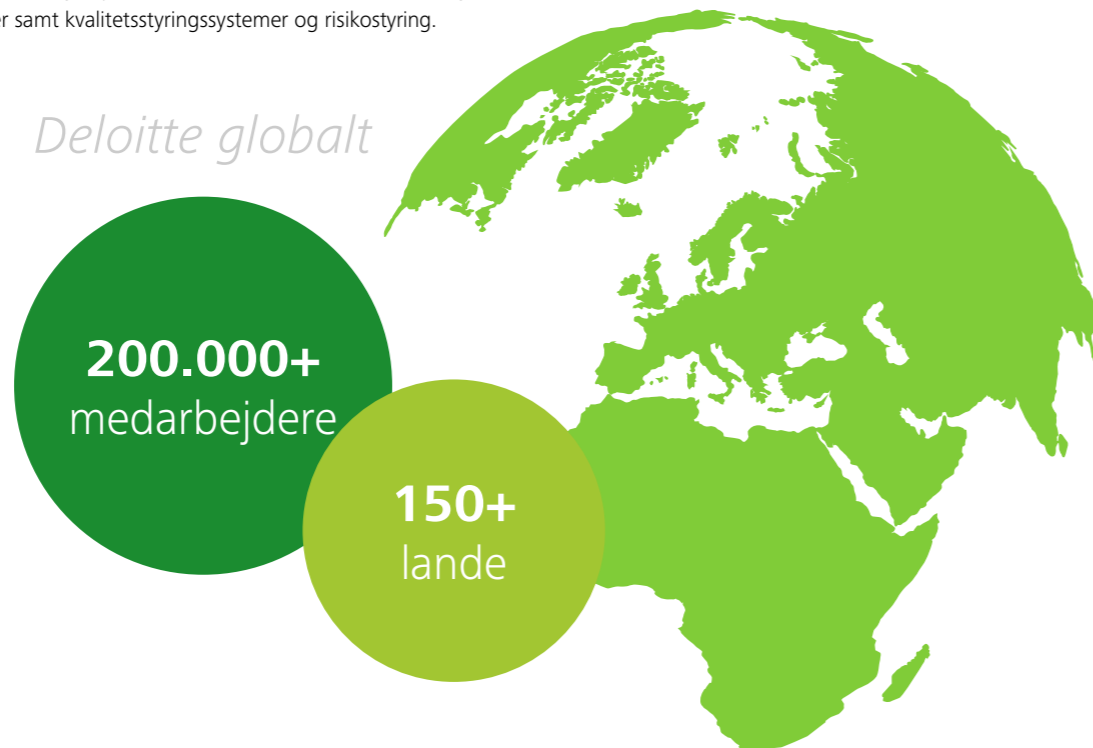 er samt kvalitetsstyringssystemer og risikostyring.
Deloitte globalt
200.000+
medarbejdere
150+
lande